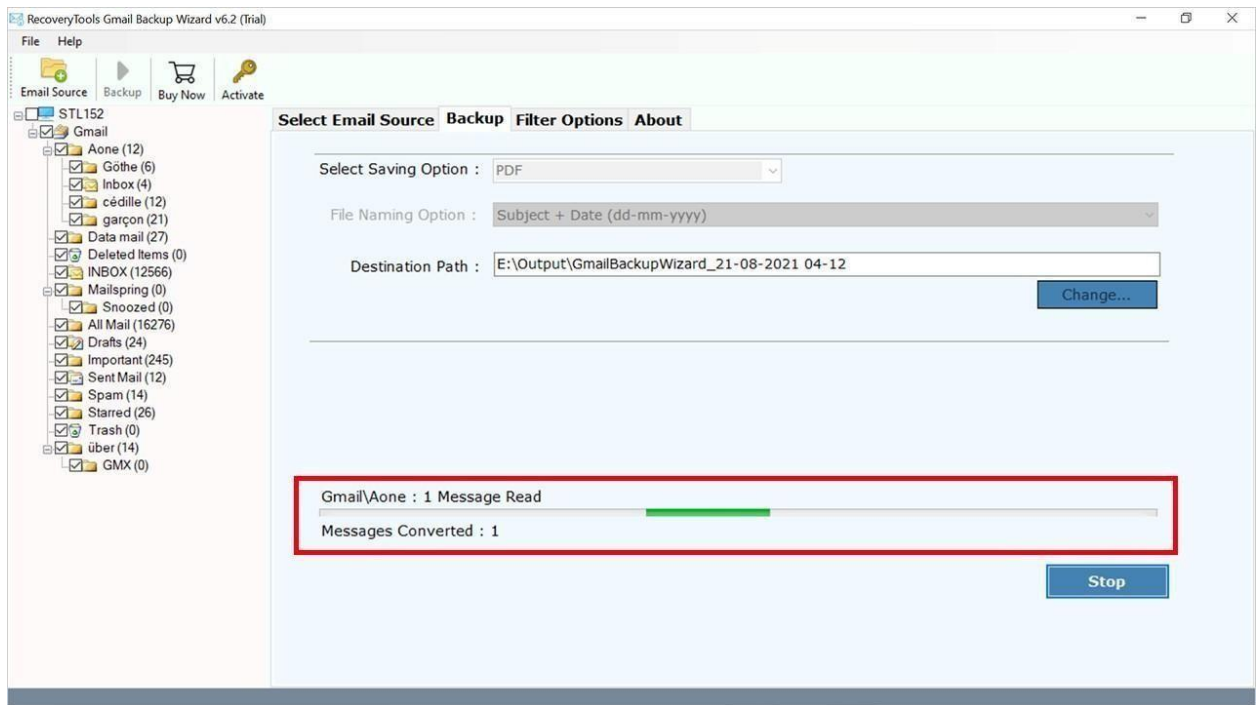 RecoveryTools Gmail Backup Wizard v6.2 (Trial)
File Help
Email Source Backup Buy Now Activate
STL152
Gmail
Aone (12)
Göthe (6)
Inbox (4)
cédille (12)
garçon (21)
Data mail (27)
Deleted Items (0)
INBOX (12566)
Mailspring (0)
Snoozed (0)
All Mail (16276)
Drafts (24)
Important (245)
Sent Mail (12)
Spam (14)
Starred (26)
Trash (0)
über (14)
GMX (0)
Select Email Source Backup Filter Options About
Select Saving Option : PDF
File Naming Option : Subject + Date (dd-mm-yyyy)
Destination Path : E:\Output\GmailBackupWizard_21-08-2021 04-12
Change...
Gmail\Aone : 1 Message Read
Messages Converted : 1
Stop